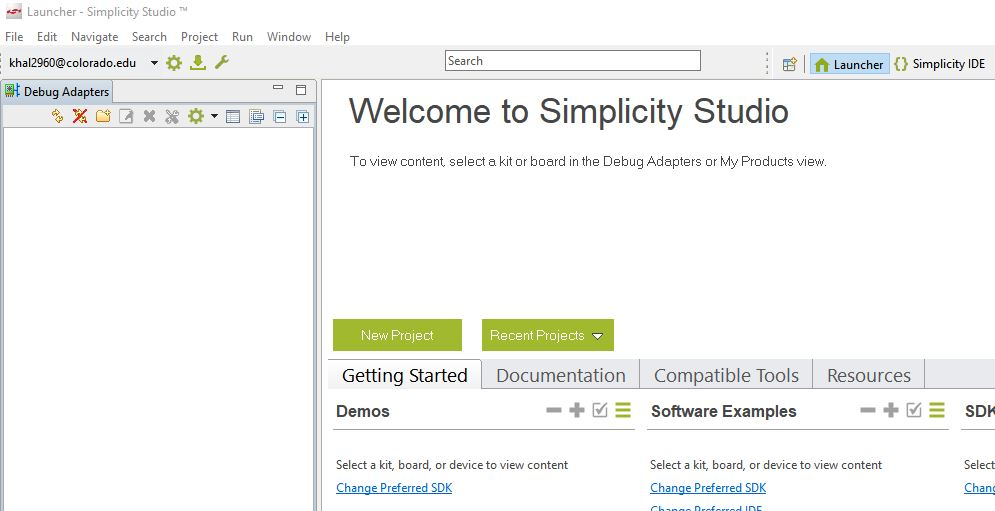 Launcher - Simplicity Studio ™
File Edit Navigate Search Project Run Window Help
khal2960@colorado.edu Search Launcher {} Simplicity IDE
Debug Adapters
Welcome to Simplicity Studio
To view content, select a kit or board in the Debug Adapters or My Products view.
New Project Recent Projects
Getting Started Documentation Compatible Tools Resources
Demos Software Examples SDK
Select a kit, board, or device to view content Select a kit, board, or device to view content Select
Change Preferred SDK Change Preferred SDK Chang
Change Preferred IDE